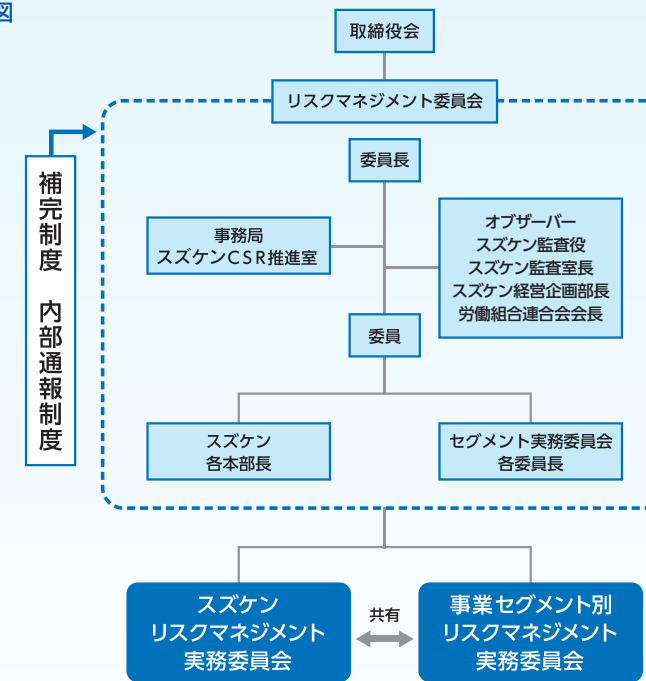 図
取締役会
リスクマネジメント委員会
委員長
事務局
スズケンCSR推進室
オブザーバー
スズケン監査役
スズケン監査室長
スズケン経営企画部長
労働組合連合会会長
委員
スズケン
各本部長
セグメント実務委員会
各委員長
補完制度 内部通報制度
スズケン
リスクマネジメント
実務委員会
共有
事業セグメント別
リスクマネジメント
実務委員会